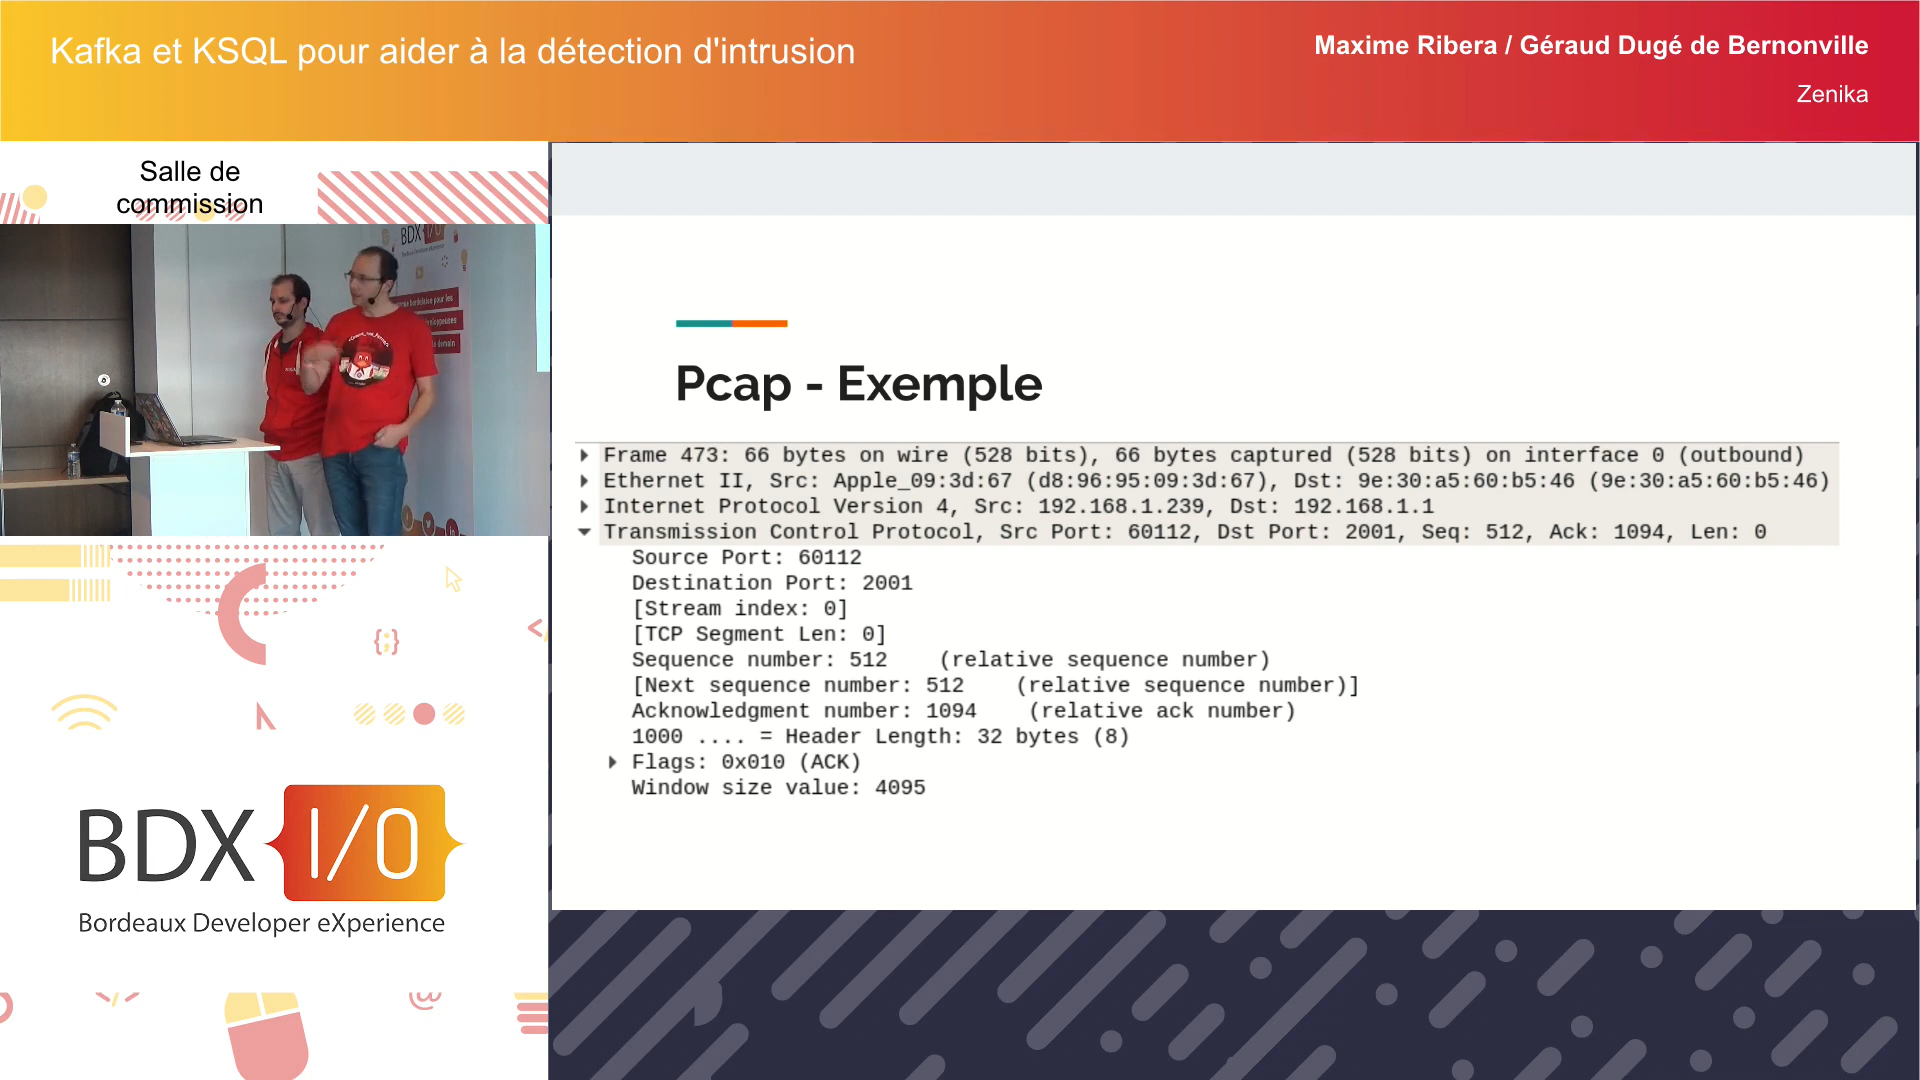 Kafka et KSQL pour aider à la détection d'intrusion
Maxime Ribera / Géraud Dugé de Bernonville
Zenika
Salle de
commission
BDX I/O
Pcap - Exemple
Frame 473: 66 bytes on wire (528 bits), 66 bytes captured (528 bits) on interface 0 (outbound)
Ethernet II, Src: Apple_09:3d:67 (d8:96:95:09:3d:67), Dst: 9e:30:a5:60:b5:46 (9e:30:a5:60:b5:46)
Internet Protocol Version 4, Src: 192.168.1.239, Dst: 192.168.1.1
Transmission Control Protocol, Src Port: 60112, Dst Port: 2001, Seq: 512, Ack: 1094, Len: 0
Source Port: 60112
Destination Port: 2001
[Stream index: 0]
[TCP Segment Len: 0]
Sequence number: 512 (relative sequence number)
[Next sequence number: 512 (relative sequence number)]
Acknowledgment number: 1094 (relative ack number)
1000 .... = Header Length: 32 bytes (8)
Flags: 0x010 (ACK)
Window size value: 4095
BDX I/O
Bordeaux Developer eXperience